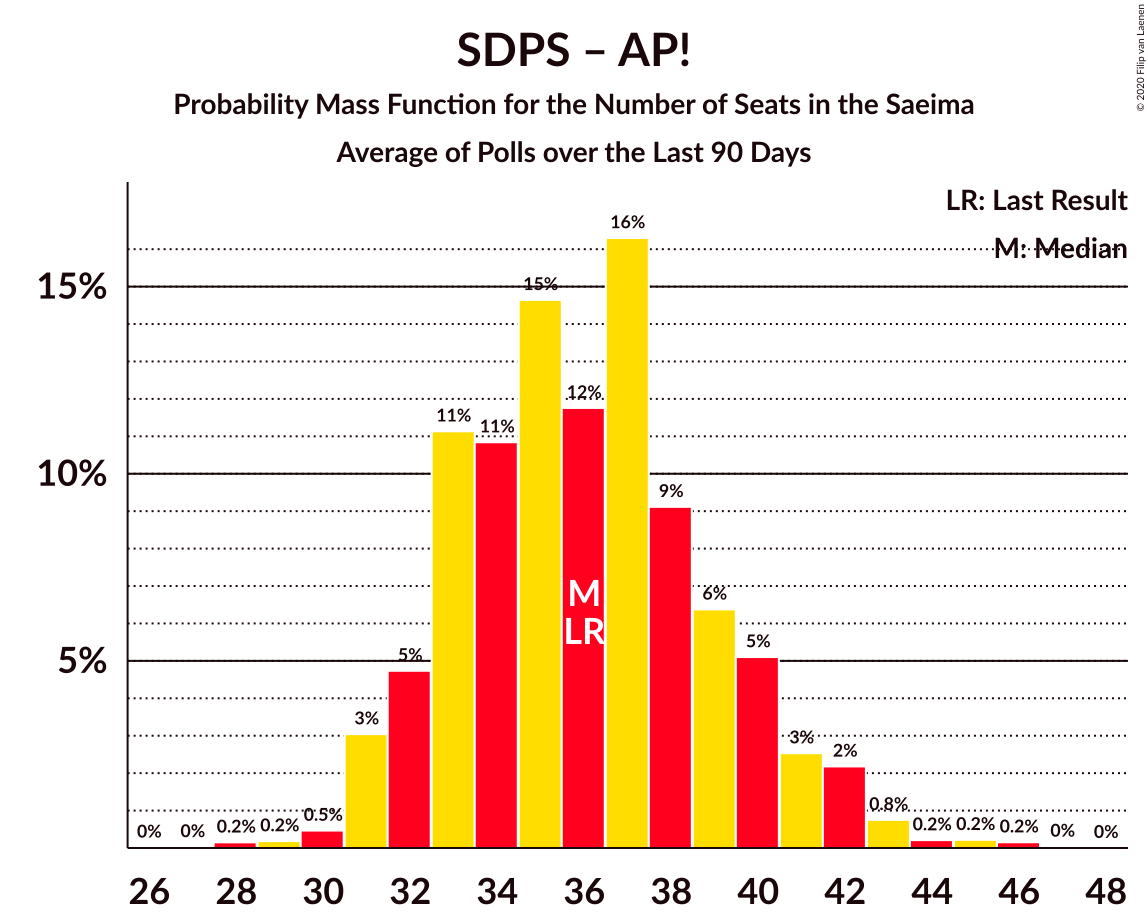 SDPS – AP!
Probability Mass Function for the Number of Seats in the Saeima
Average of Polls over the Last 90 Days
© 2020 Filip van Laenen
LR: Last Result
M: Median
15%
10%
5%
0% 0% 0.2% 0.2% 0.5% 3% 5% 11% 11% 15% 12% 16% 9% 6% 5% 3% 2% 0.8% 0.2% 0.2% 0.2% 0% 0%
M
LR
26 28 30 32 34 36 38 40 42 44 46 48